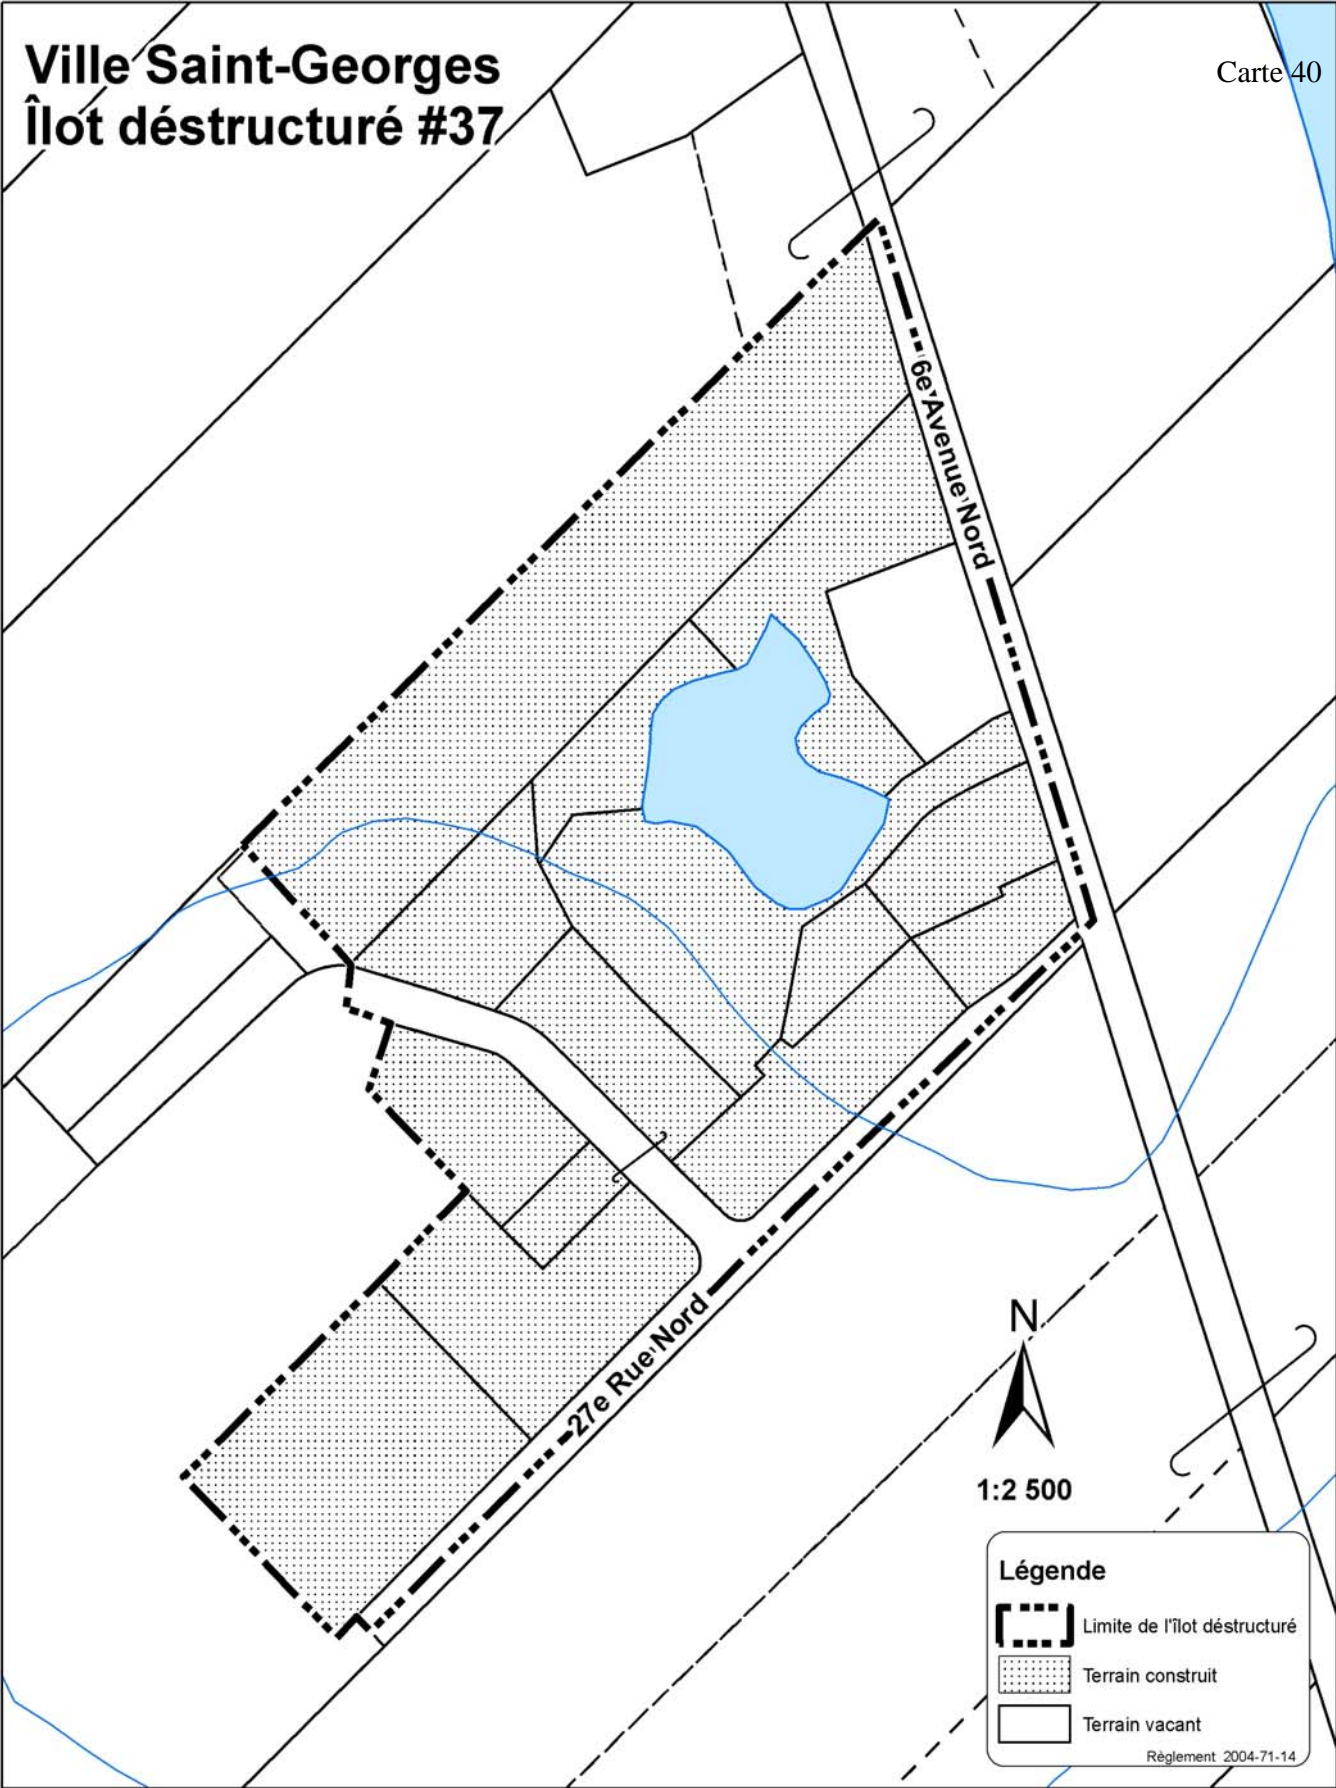 Ville Saint-Georges
Îlot déstructuré #37
Carte 40
6e Avenue Nord
27e Rue Nord
N
1:2 500
Légende
Limite de l'îlot déstructuré
Terrain construit
Terrain vacant
Règlement 2004-71-14